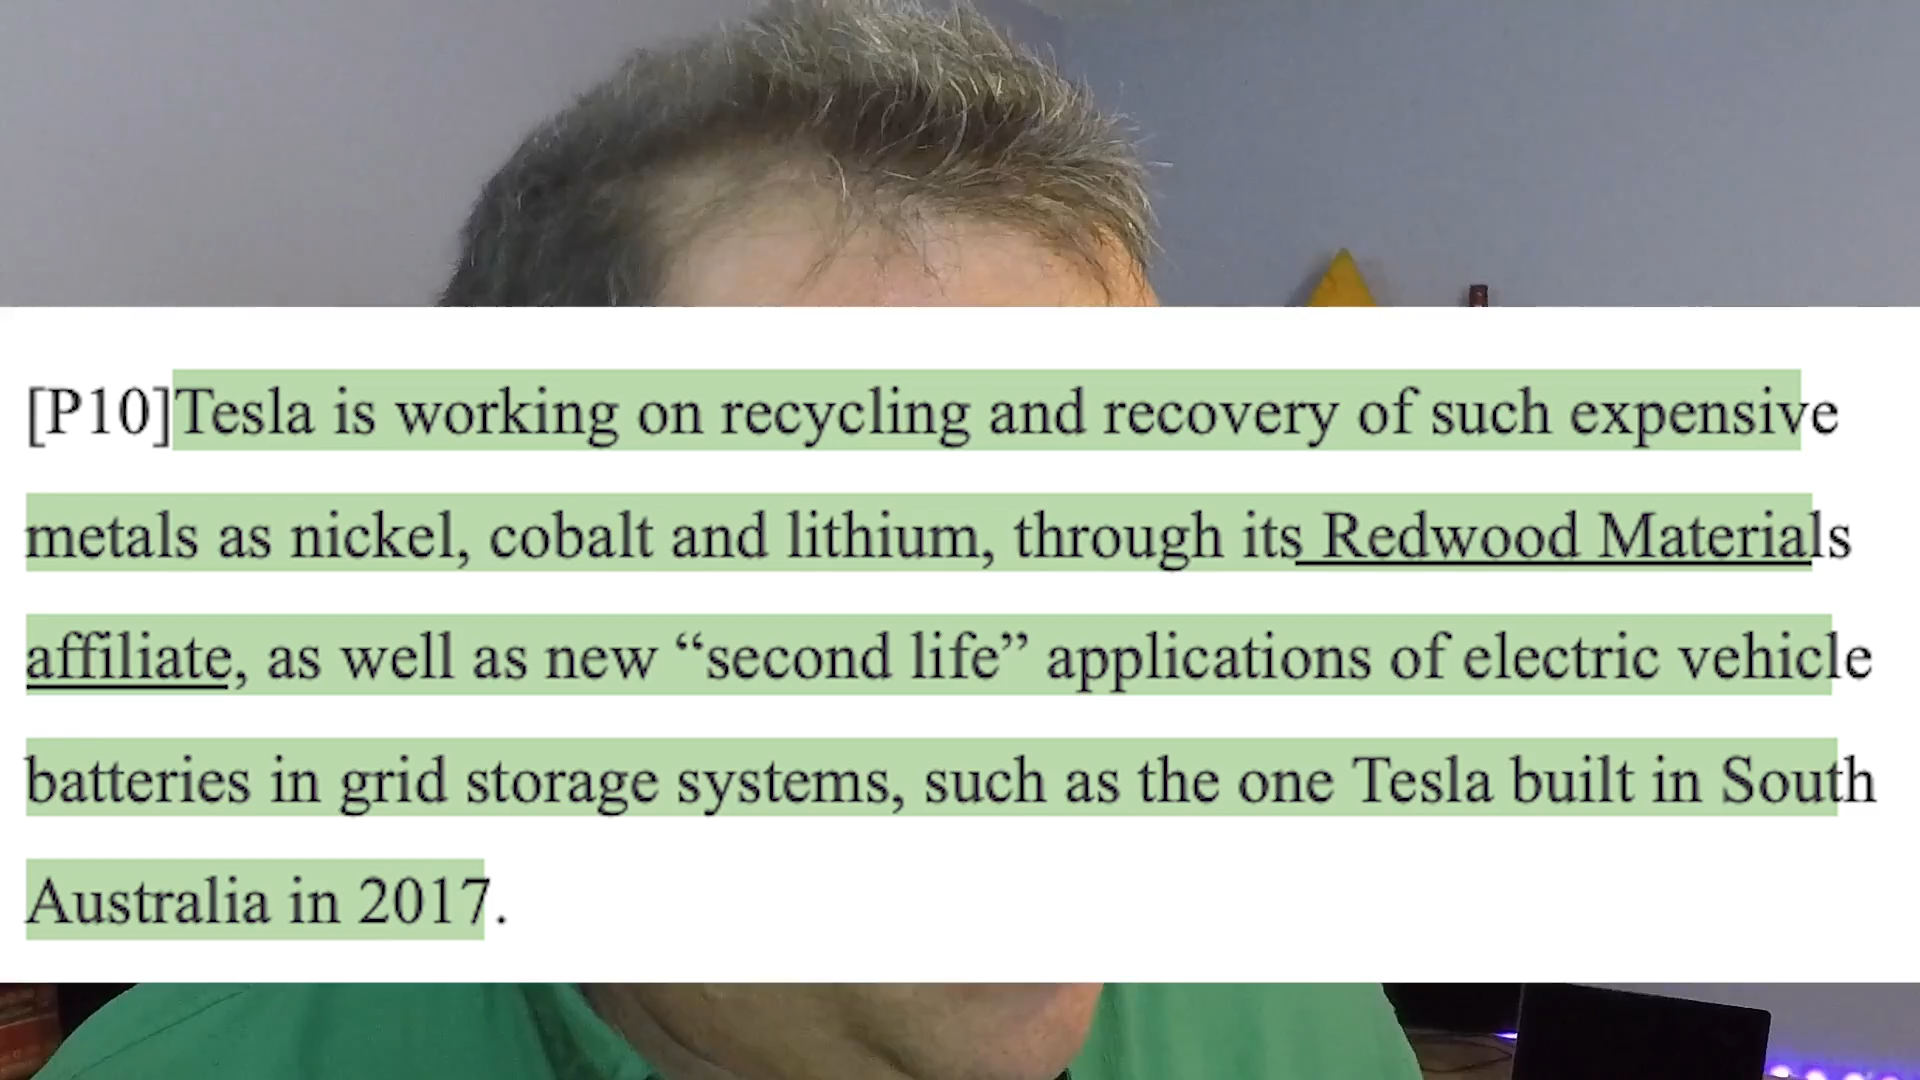 [P10]Tesla is working on recycling and recovery of such expensive
metals as nickel, cobalt and lithium, through its Redwood Materials
affiliate, as well as new “second life” applications of electric vehicle
batteries in grid storage systems, such as the one Tesla built in South
Australia in 2017.